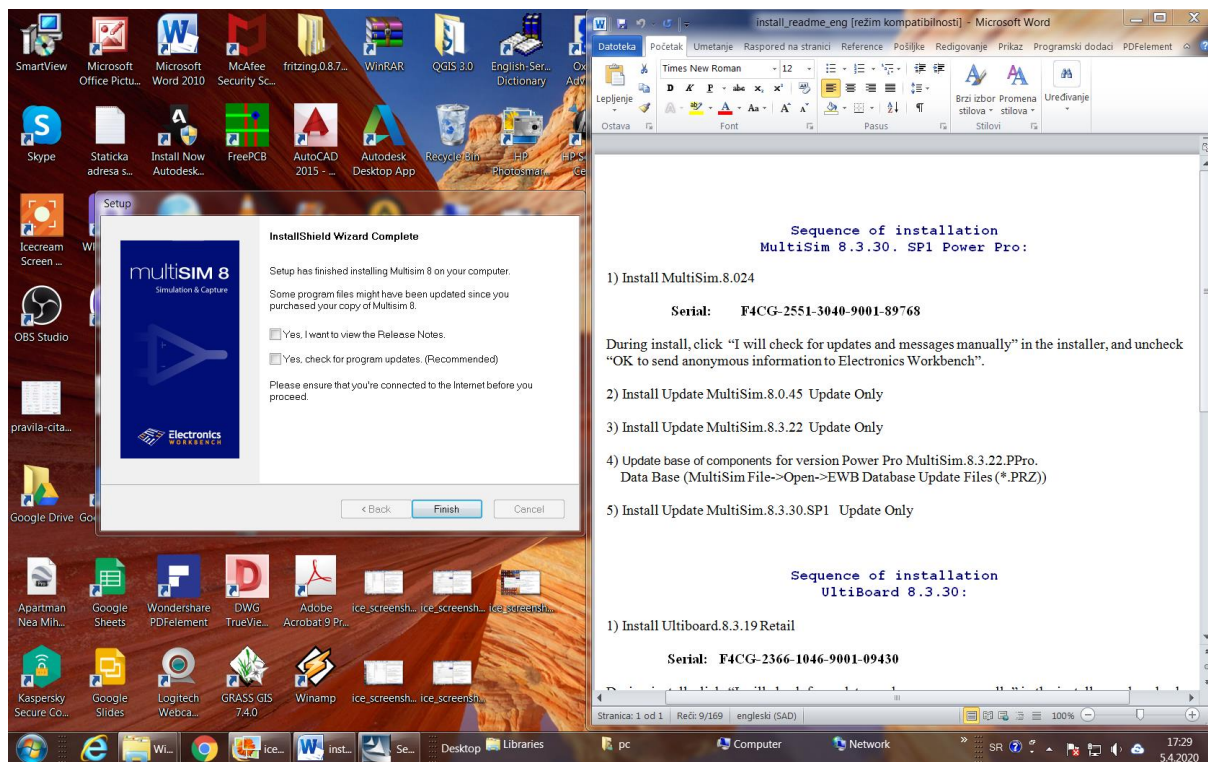 SmartView
Microsoft Office Pictu...
Microsoft Word 2010
McAfee Security Sc...
fritzing.0.8.7...
WinRAR
QGIS 3.0
English-Ser... Dictionary
Skype
Staticka adresa s...
Install Now Autodesk...
FreePCB
AutoCAD 2015 - ...
Autodesk Desktop App
Recycle Bin
HP Photosmar...
Icecream Screen ...
OBS Studio
pravila-cita...
Google Drive
Setup
InstallShield Wizard Complete
multiSIM 8
Simulation & Capture
Electronics
WORKBENCH
Setup has finished installing Multisim 8 on your computer.
Some program files might have been updated since you
purchased your copy of Multisim 8.
Yes, I want to view the Release Notes.
Yes, check for program updates. (Recommended)
Please ensure that you're connected to the Internet before you
proceed.
< Back
Finish
Cancel
Apartman Nea Mih...
Google Sheets
Wondershare PDFelement
DWG TrueVie...
Adobe Acrobat 9 Pr...
ice_screensh...
ice_screensh...
ice_screensh...
Kaspersky Secure Co...
Google Slides
Logitech Webca...
GRASS GIS 7.4.0
Winamp
ice_screensh...
ice_screensh...
install_readme_eng [režim kompatibilnosti] - Microsoft Word
Datoteka Početak Umetanje Raspored na stranici Reference Pošiljke Redigovanje Prikaz Programski dodaci PDFelement
Times New Roman 12
Lepljenje
Brzi izbor stilova
Promena stilova
Uređivanje
Ostava Font Pasus Stilovi
Sequence of installation
MultiSim 8.3.30. SP1 Power Pro:
1) Install MultiSim.8.024
Serial: F4CG-2551-3040-9001-89768
During install, click “I will check for updates and messages manually” in the installer, and uncheck
“OK to send anonymous information to Electronics Workbench”.
2) Install Update MultiSim.8.0.45 Update Only
3) Install Update MultiSim.8.3.22 Update Only
4) Update base of components for version Power Pro MultiSim.8.3.22.PPro.
Data Base (MultiSim File->Open->EWB Database Update Files (*.PRZ))
5) Install Update MultiSim.8.3.30.SP1 Update Only
Sequence of installation
UltiBoard 8.3.30:
1) Install Ultiboard.8.3.19 Retail
Serial: F4CG-2366-1046-9001-09430
Stranica: 1 od 1 Reči: 9/169 engleski (SAD) 100%
Wi... ice... inst... Se... Desktop Libraries pc Computer Network SR 17:29
5.4.2020